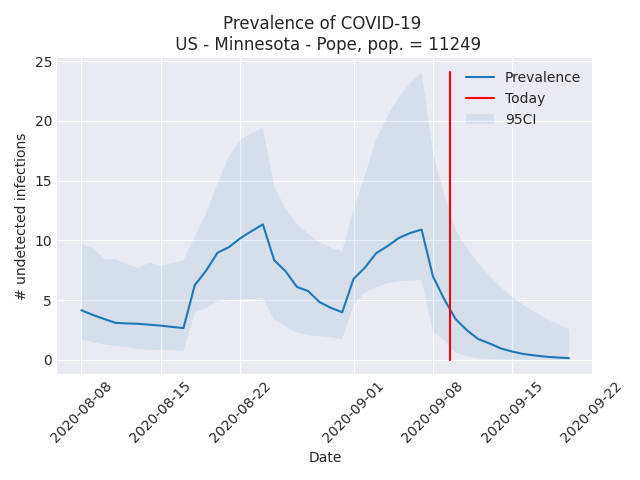 Prevalence of COVID-19
US - Minnesota - Pope, pop. = 11249
25
20
15
10
5
0
# undetected infections
Prevalence
Today
95CI
2020-08-08
2020-08-15
2020-08-22
2020-09-01
2020-09-08
2020-09-15
2020-09-22
Date